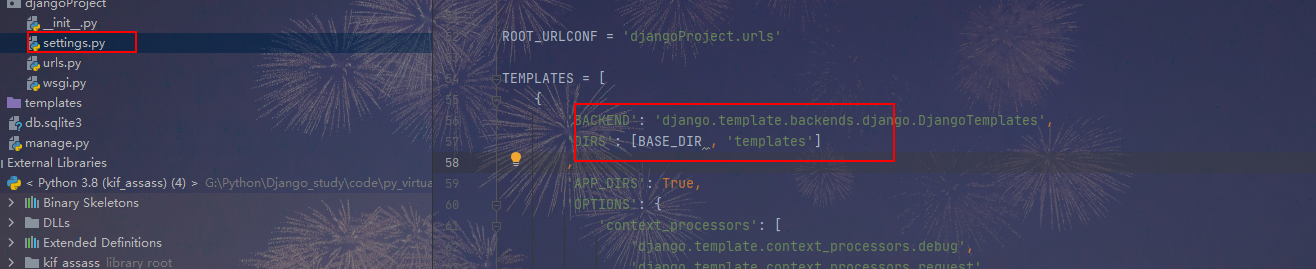 djangoProject
__init__.py
settings.py
urls.py
wsgi.py
templates
db.sqlite3
manage.py
External Libraries
< Python 3.8 (kif_assass) (4) > G:\Python\Django_study\code\py_virtua
Binary Skeletons
DLLs
Extended Definitions
kif_assass library root
52 ROOT_URLCONF = 'djangoProject.urls'
54 TEMPLATES = [
55 {
56 'BACKEND': 'django.template.backends.django.DjangoTemplates',
57 'DIRS': [BASE_DIR , 'templates']
58 ,
59 'APP_DIRS': True,
60 'OPTIONS': {
61 'context_processors': [
'django.template.context_processors.debug',
'django.template.context_processors.request'